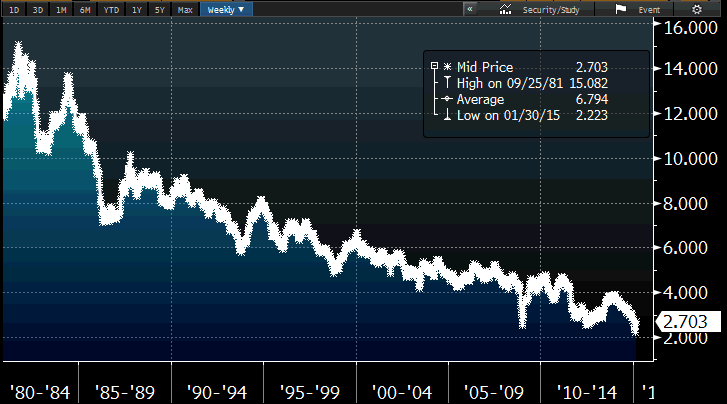 1D 3D 1M 6M YTD 1Y 5Y Max Weekly ▼ « Security/Study Event
16.000
Mid Price 2.703
High on 09/25/81 15.082
Average 6.794
Low on 01/30/15 2.223
14.000
12.000
10.000
8.000
6.000
4.000
2.703
2.000
'80-'84 '85-'89 '90-'94 '95-'99 '00-'04 '05-'09 '10-'14 '1